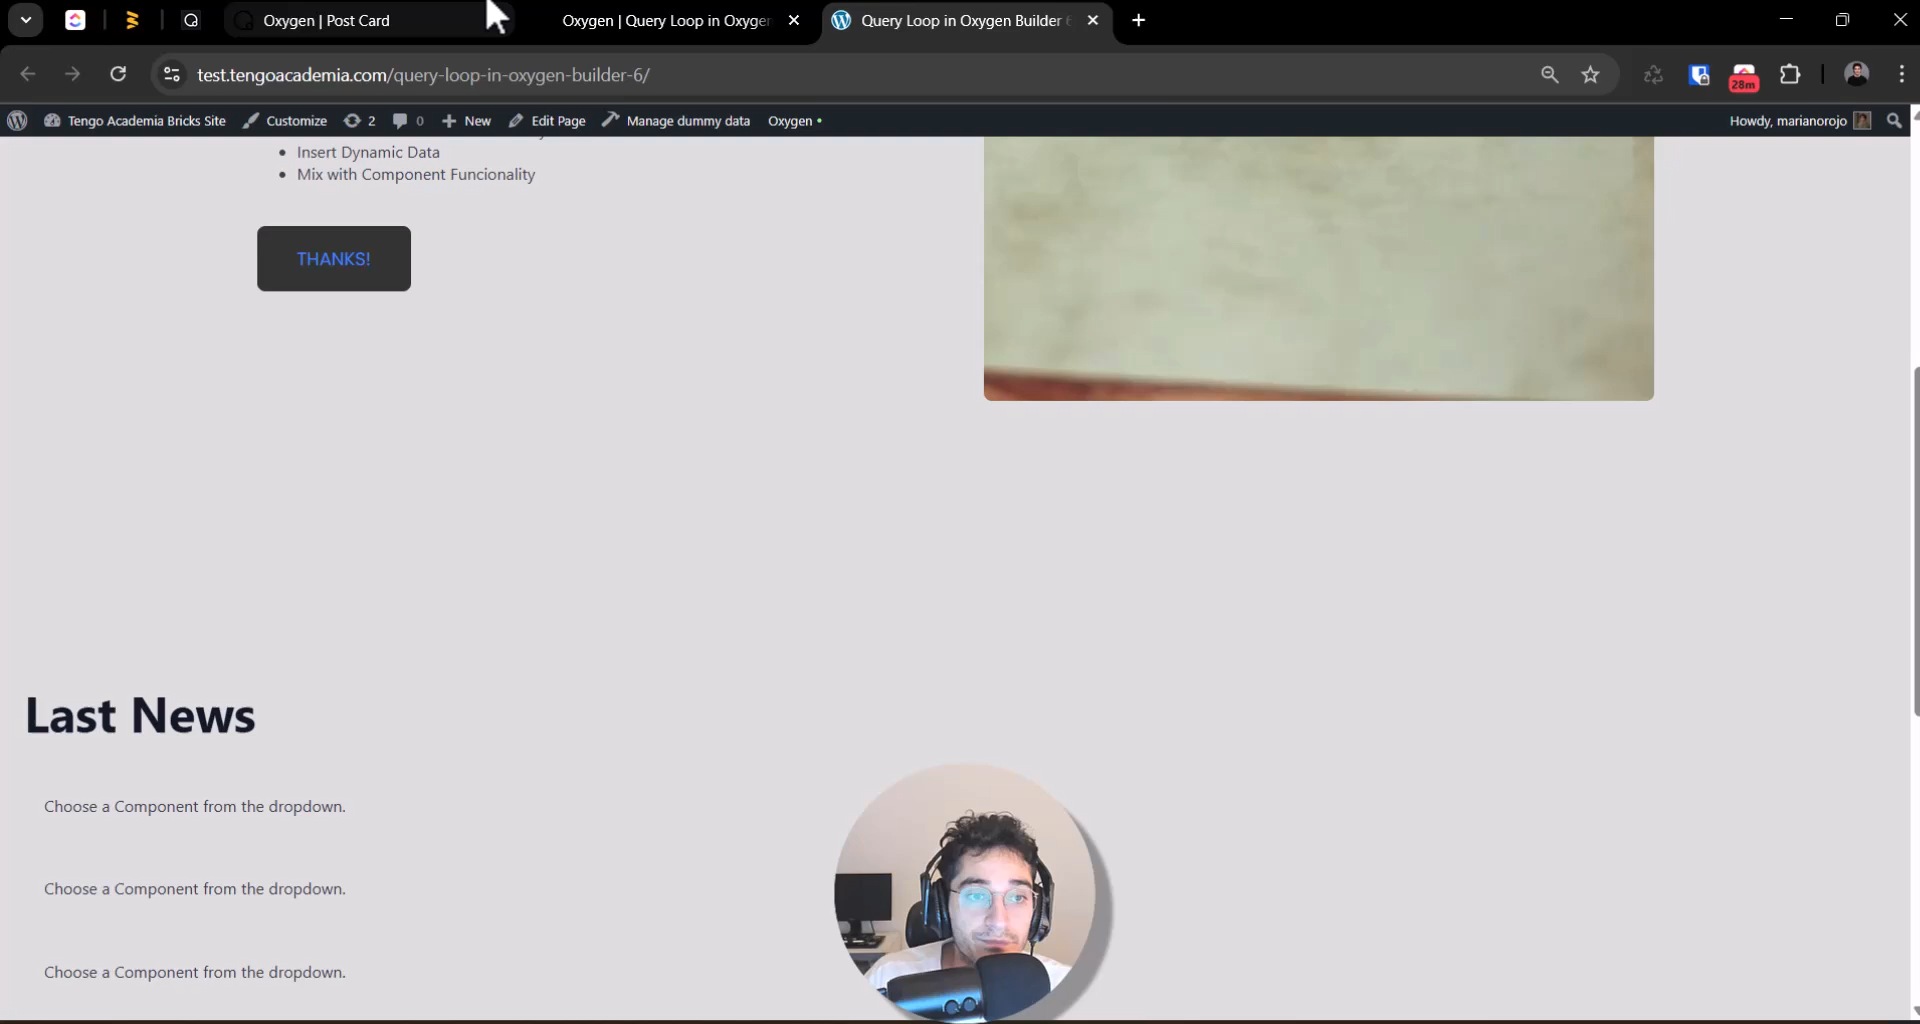 Oxygen | Post Card
Oxygen | Query Loop in Oxyge
Query Loop in Oxygen Builder
test.tengoacademia.com/query-loop-in-oxygen-builder-6/
28m
Tengo Academia Bricks Site
Customize
2
0
New
Edit Page
Manage dummy data
Oxygen
Howdy, marianorojo
Insert Dynamic Data
Mix with Component Funcionality
THANKS!
Last News
Choose a Component from the dropdown.
Choose a Component from the dropdown.
Choose a Component from the dropdown.